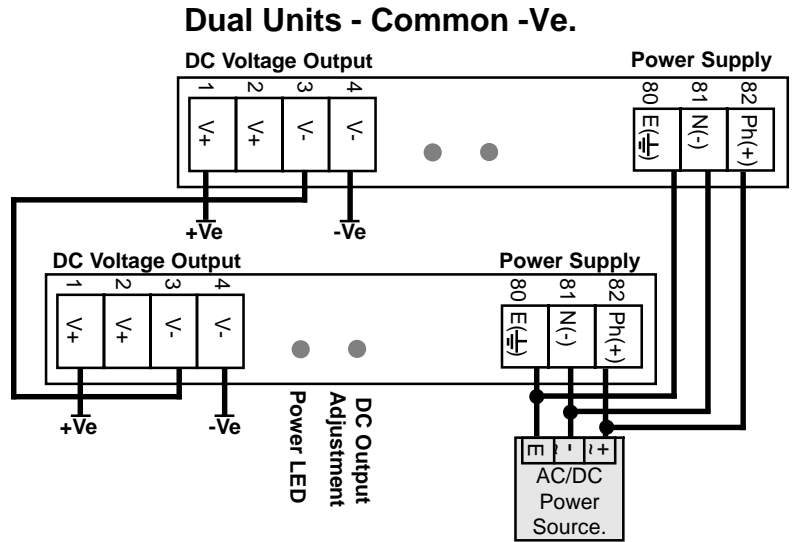 Dual Units - Common -Ve.
DC Voltage Output
Power Supply
1 2 3 4
80 81 82
V+ V+ V- V-
E(⏚) N(-) Ph(+)
+Ve
-Ve
DC Voltage Output
Power Supply
1 2 3 4
80 81 82
V+ V+ V- V-
E(⏚) N(-) Ph(+)
+Ve
-Ve
Power LED
DC Output
Adjustment
E ~- ~+
AC/DC
Power
Source.